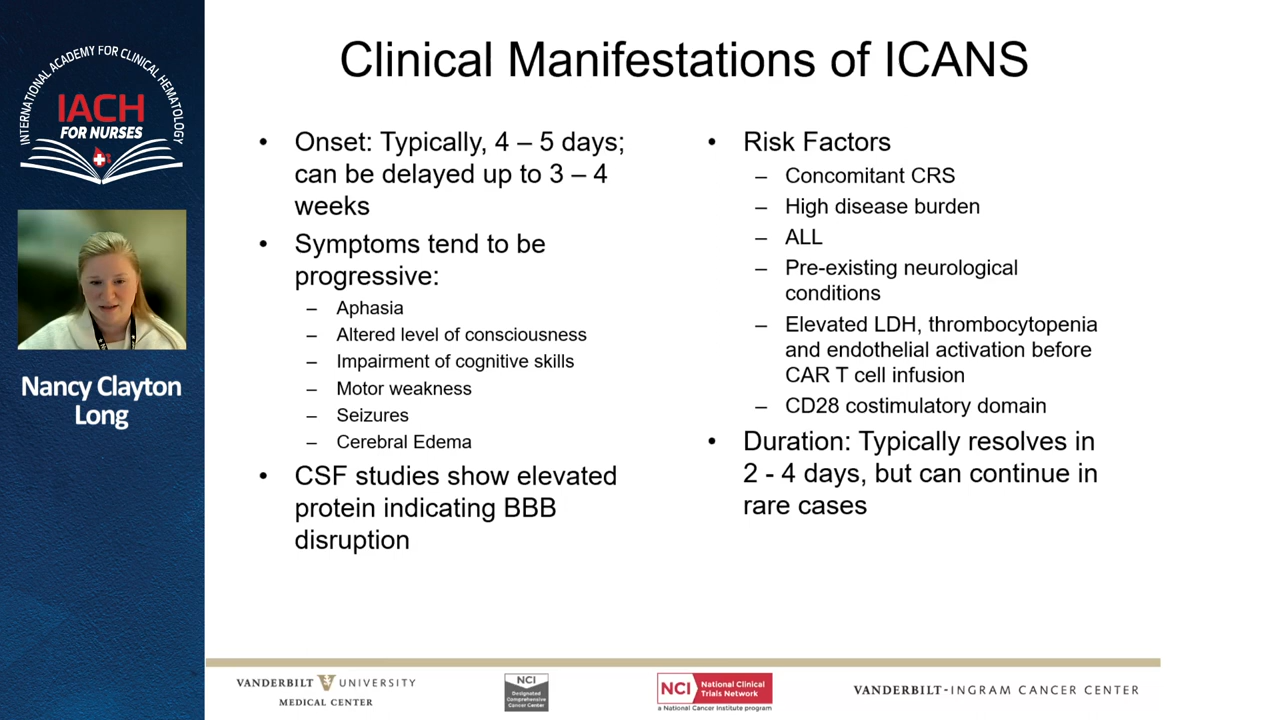 INTERNATIONAL ACADEMY FOR CLINICAL HEMATOLOGY
IACH
FOR NURSES
Nancy Clayton
Long
Clinical Manifestations of ICANS
• Onset: Typically, 4 – 5 days;
can be delayed up to 3 – 4
weeks
• Symptoms tend to be
progressive:
– Aphasia
– Altered level of consciousness
– Impairment of cognitive skills
– Motor weakness
– Seizures
– Cerebral Edema
• CSF studies show elevated
protein indicating BBB
disruption
• Risk Factors
– Concomitant CRS
– High disease burden
– ALL
– Pre-existing neurological
conditions
– Elevated LDH, thrombocytopenia
and endothelial activation before
CAR T cell infusion
– CD28 costimulatory domain
• Duration: Typically resolves in
2 - 4 days, but can continue in
rare cases
VANDERBILT UNIVERSITY
MEDICAL CENTER
NCI
Designated
Comprehensive
Cancer Center
NCI National Clinical
Trials Network
a National Cancer Institute program
VANDERBILT-INGRAM CANCER CENTER